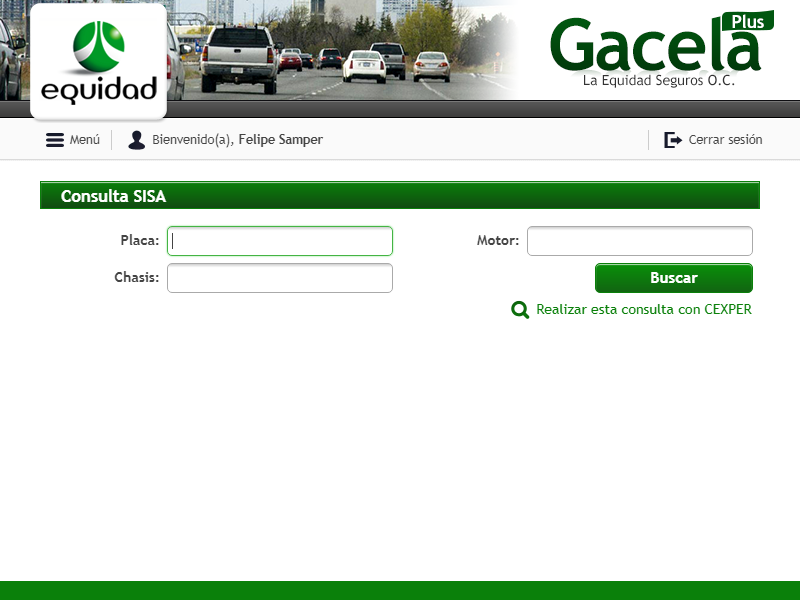 equidad
Gacela Plus
La Equidad Seguros O.C.
Menú
Bienvenido(a), Felipe Samper
Cerrar sesión
Consulta SISA
Placa:
Motor:
Chasis:
Buscar
Realizar esta consulta con CEXPER